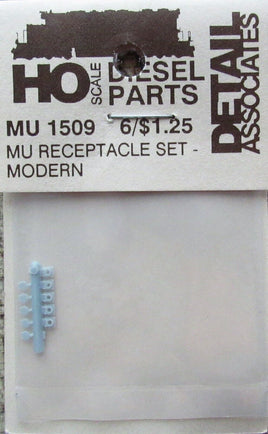 HO SCALE DIESEL PARTS
MU 1509 6/$1.25
MU RECEPTACLE SET -
MODERN
DETAIL
ASSOCIATES